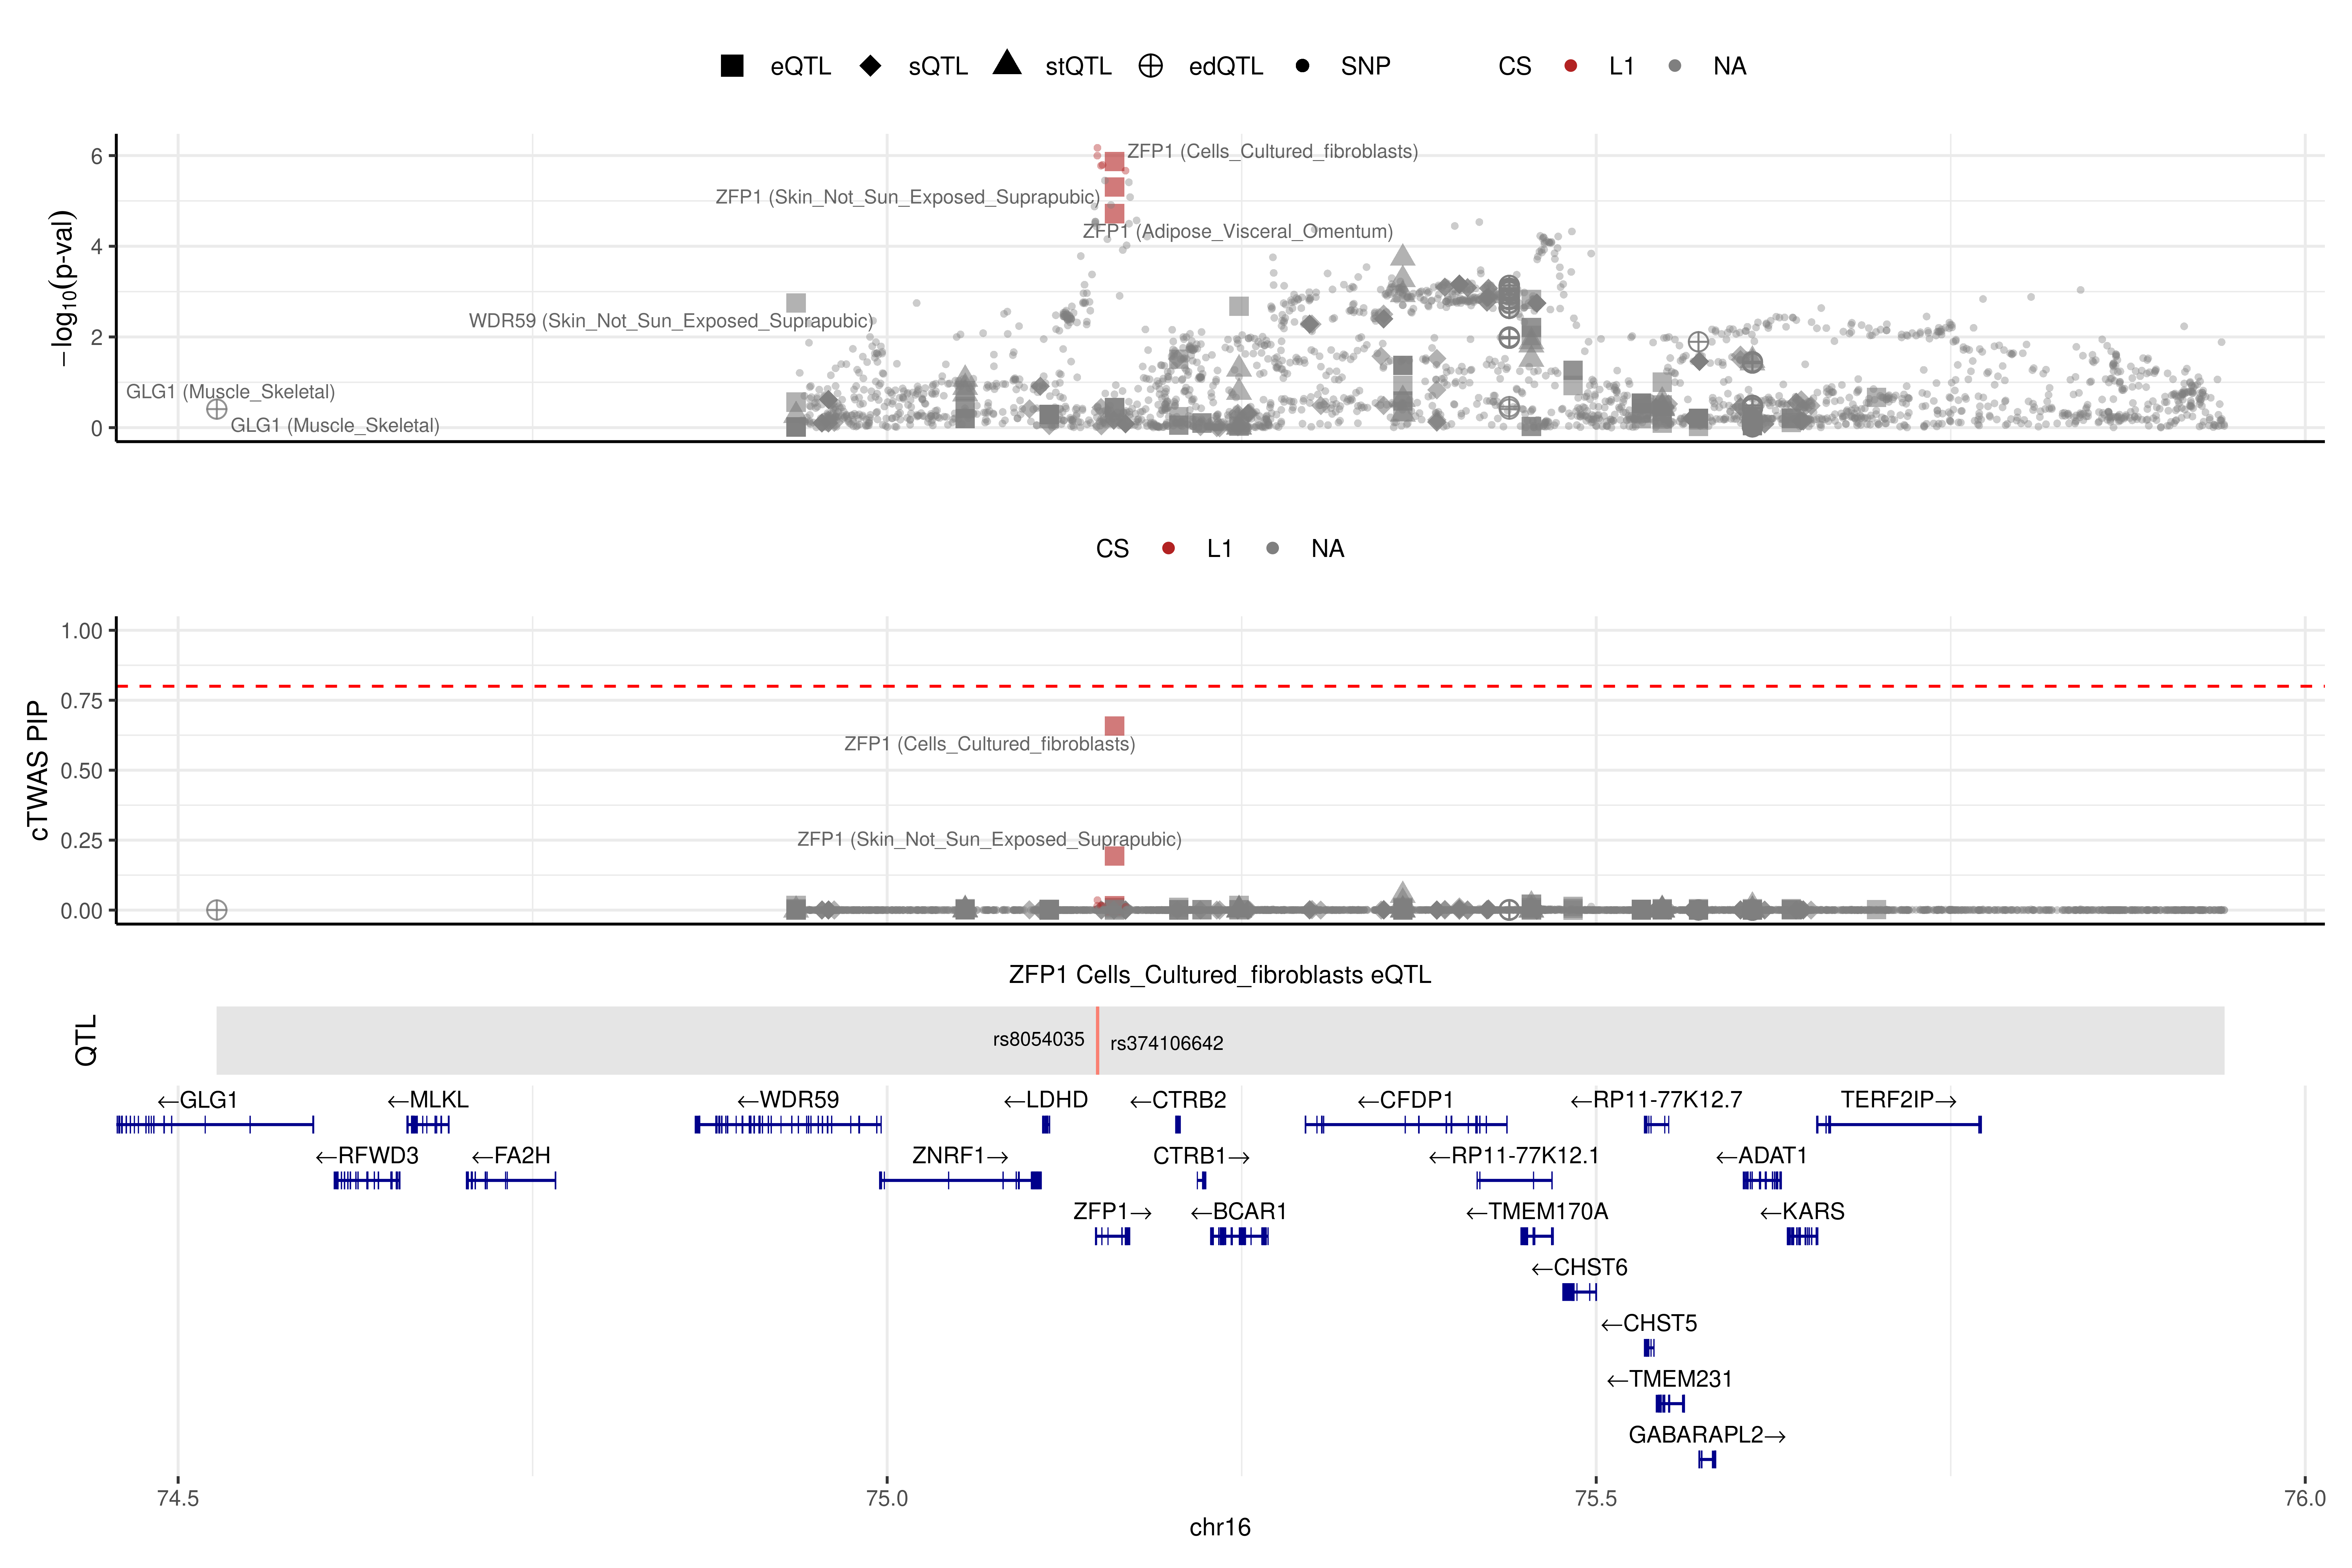 eQTL sQTL stQTL edQTL SNP CS L1 NA
6
4
2
0
−log10(p-val)
ZFP1 (Cells_Cultured_fibroblasts)
ZFP1 (Skin_Not_Sun_Exposed_Suprapubic)
ZFP1 (Adipose_Visceral_Omentum)
WDR59 (Skin_Not_Sun_Exposed_Suprapubic)
GLG1 (Muscle_Skeletal)
GLG1 (Muscle_Skeletal)
CS L1 NA
1.00
0.75
0.50
0.25
0.00
cTWAS PIP
ZFP1 (Cells_Cultured_fibroblasts)
ZFP1 (Skin_Not_Sun_Exposed_Suprapubic)
ZFP1 Cells_Cultured_fibroblasts eQTL
QTL
rs8054035
rs374106642
←GLG1 ←MLKL ←WDR59 ←LDHD ←CTRB2 ←CFDP1 ←RP11-77K12.7 TERF2IP→
←RFWD3 ←FA2H ZNRF1→ CTRB1→ ←RP11-77K12.1 ←ADAT1
ZFP1→ ←BCAR1 ←TMEM170A ←KARS
←CHST6
←CHST5
←TMEM231
GABARAPL2→
74.5 75.0 75.5 76.0
chr16